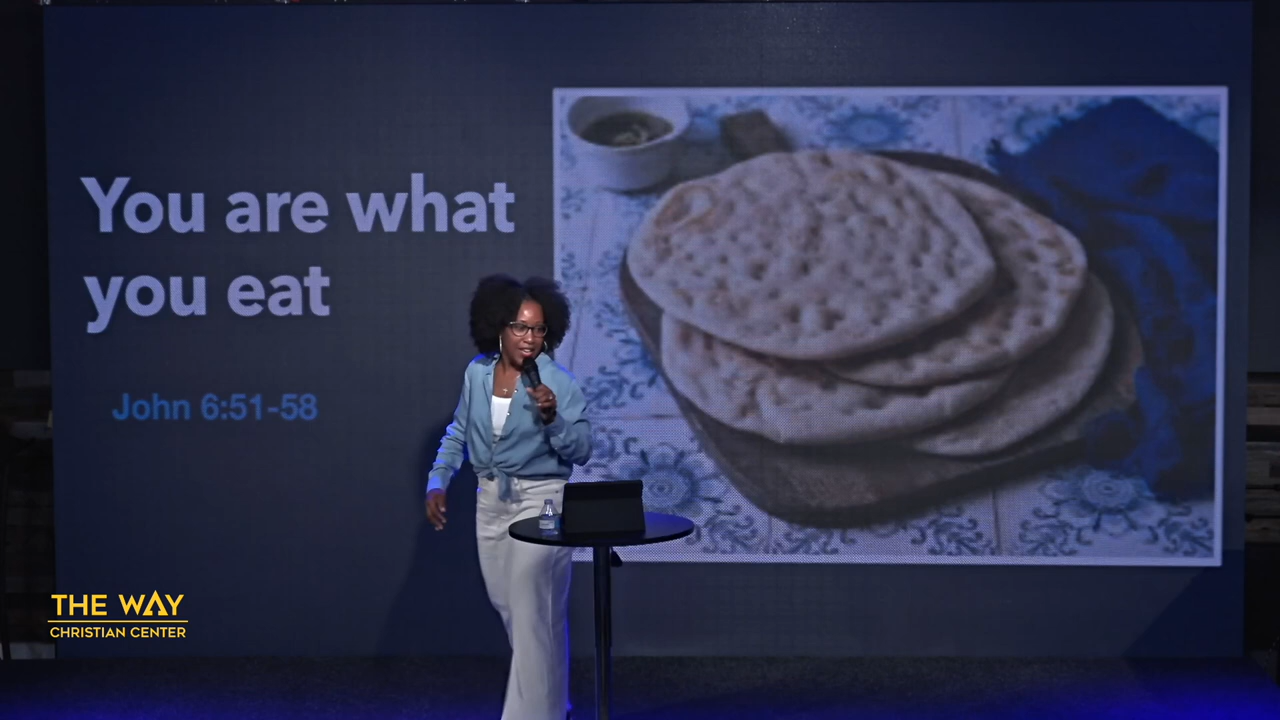 You are what
you eat
John 6:51-58
THE WAY
CHRISTIAN CENTER